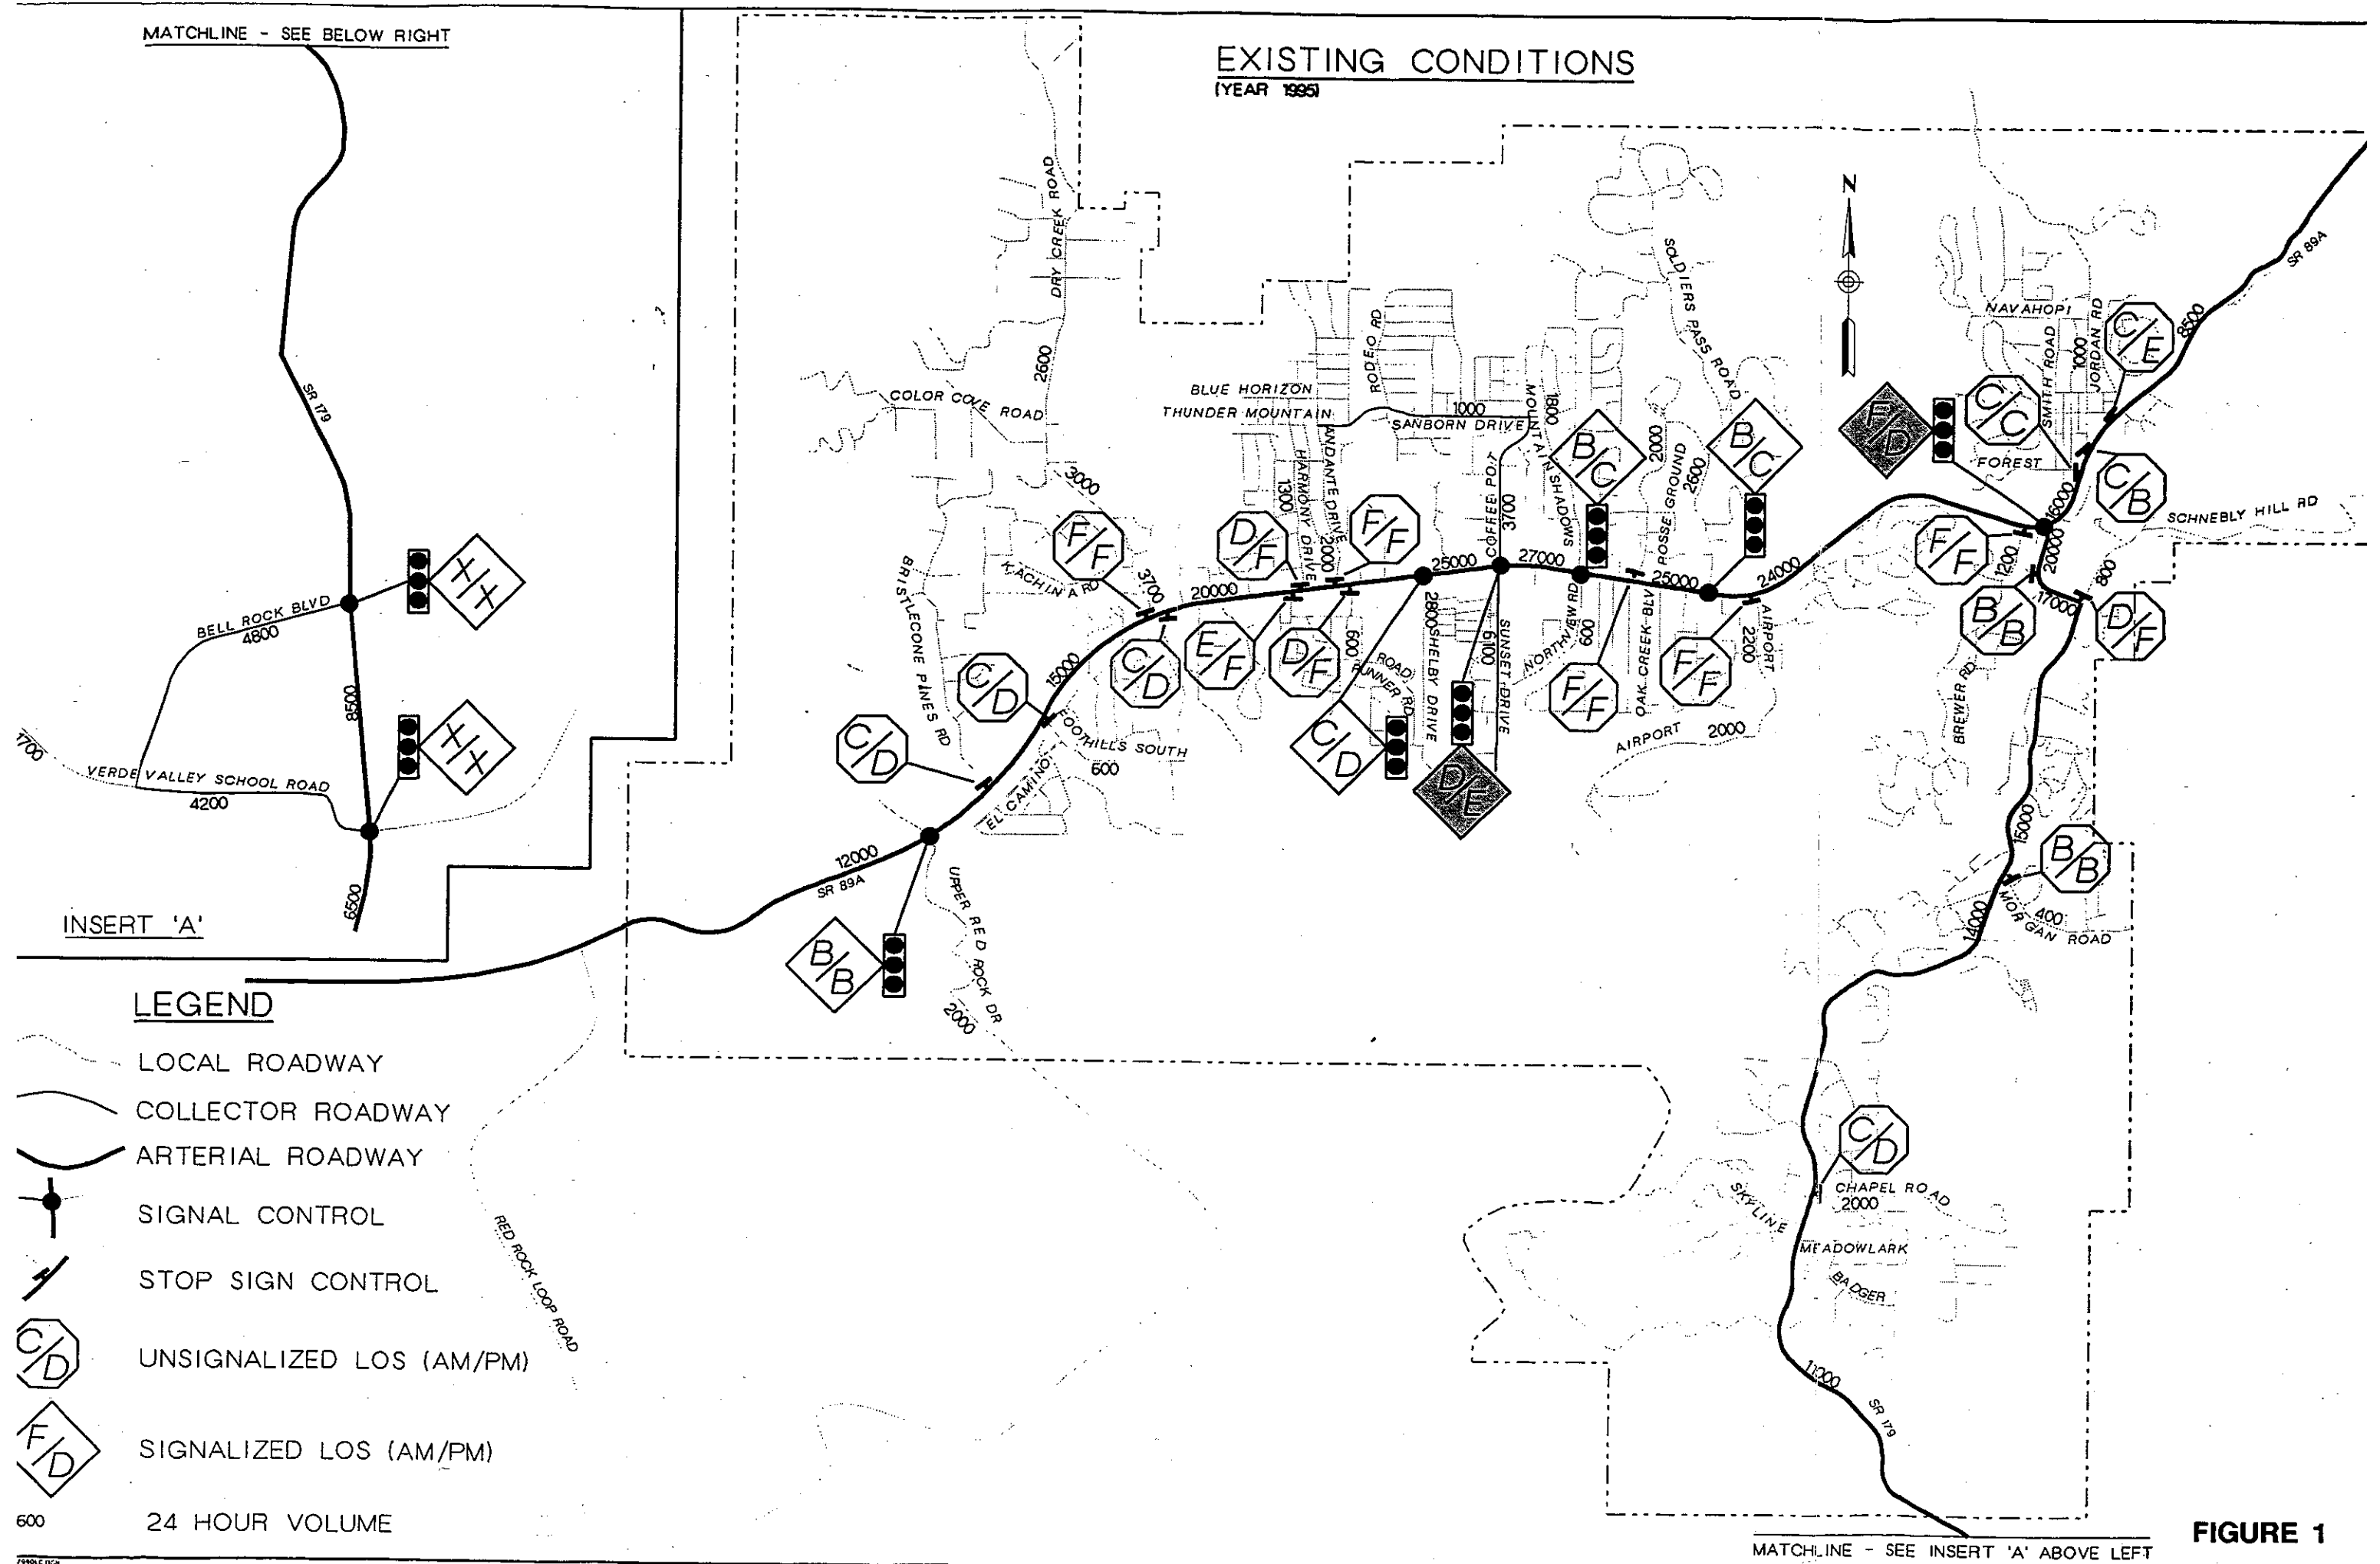 MATCHLINE - SEE BELOW RIGHT
EXISTING CONDITIONS
(YEAR 1995)
SR 179
BELL ROCK BLVD
4800
+/+
8500
+/+
1700
VERDE VALLEY SCHOOL ROAD
4200
6500
INSERT 'A'
DRY CREEK ROAD
2600
COLOR COVE ROAD
3000
KACHINA RD
BRISTLECONE PINES RD
F/F
3700
BLUE HORIZON
THUNDER MOUNTAIN
RODEO RD
1000
SANBORN DRIVE
HARMONY DRIVE
1300
ANDANTE DRIVE
2000
D/F
F/F
COFFEE POT
3700
MOUNTAIN SHADOWS
1800
B/C
2000
POSSE GROUND
2600
SOLDIERS PASS ROAD
B/C
N
NAVAHOPI
SMITH ROAD
1000
JORDAN RD
C/E
8500
SR 89A
F/D
C/C
FOREST
C/B
SCHNEBLY HILL RD
16000
F/F
1200
20000
800
B/B
17000
D/F
BREWER RD
20000
25000
27000
25000
24000
15000
C/D
C/D
C/D
E/F
D/F
600
ROAD RUNNER RD
2800
SHELBY DRIVE
6100
SUNSET DRIVE
C/D
D/E
NORTHVIEW RD
600
F/F
OAK CREEK BLV
F/F
AIRPORT
2200
AIRPORT 2000
FOOTHILLS SOUTH
600
EL CAMINO
12000
SR 89A
UPPER RED ROCK DR
2000
B/B
15000
B/B
400
MORGAN ROAD
14000
C/D
CHAPEL ROAD
2000
SKYLINE
MEADOWLARK
BADGER
11000
SR 179
RED ROCK LOOP ROAD
LEGEND
LOCAL ROADWAY
COLLECTOR ROADWAY
ARTERIAL ROADWAY
SIGNAL CONTROL
STOP SIGN CONTROL
C/D UNSIGNALIZED LOS (AM/PM)
F/D SIGNALIZED LOS (AM/PM)
600 24 HOUR VOLUME
MATCHLINE - SEE INSERT 'A' ABOVE LEFT
FIGURE 1